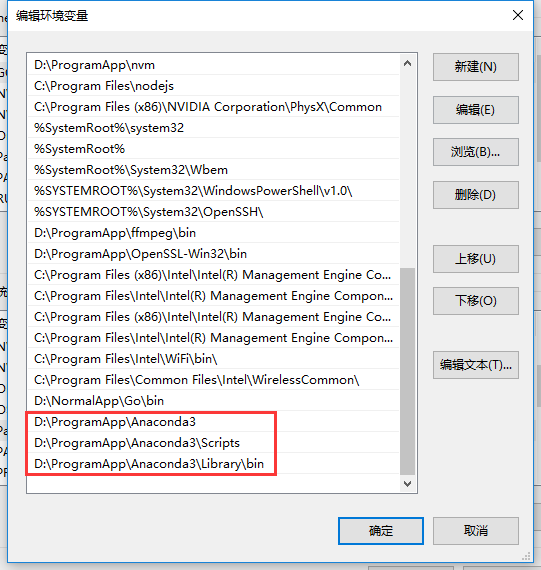 编辑环境变量
D:\ProgramApp\nvm
C:\Program Files\nodejs
C:\Program Files (x86)\NVIDIA Corporation\PhysX\Common
%SystemRoot%\system32
%SystemRoot%
%SystemRoot%\System32\Wbem
%SYSTEMROOT%\System32\WindowsPowerShell\v1.0\
%SYSTEMROOT%\System32\OpenSSH\
D:\ProgramApp\ffmpeg\bin
D:\ProgramApp\OpenSSL-Win32\bin
C:\Program Files (x86)\Intel\Intel(R) Management Engine Co...
C:\Program Files\Intel\Intel(R) Management Engine Compon...
C:\Program Files (x86)\Intel\Intel(R) Management Engine Co...
C:\Program Files\Intel\Intel(R) Management Engine Compon...
C:\Program Files\Intel\WiFi\bin\
C:\Program Files\Common Files\Intel\WirelessCommon\
D:\NormalApp\Go\bin
D:\ProgramApp\Anaconda3
D:\ProgramApp\Anaconda3\Scripts
D:\ProgramApp\Anaconda3\Library\bin
新建(N)
编辑(E)
浏览(B)...
删除(D)
上移(U)
下移(O)
编辑文本(T)...
确定
取消